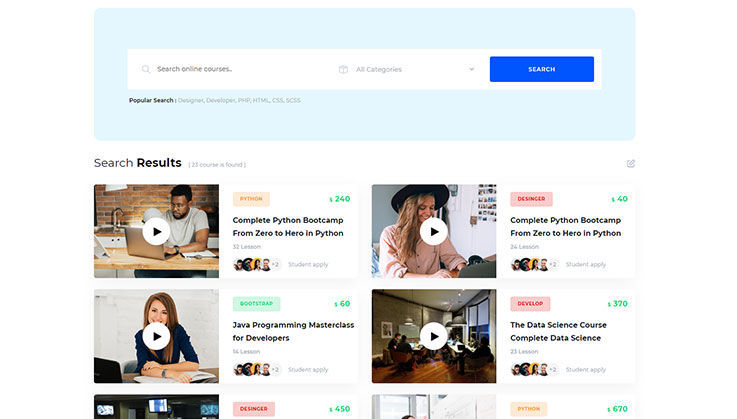 Search online courses..
All Categories
SEARCH
Popular Search : Designer, Developer, PHP, HTML, CSS, SCSS
Search Results [ 23 course is found ]
PYTHON
$ 240
Complete Python Bootcamp
From Zero to Hero in Python
32 Lesson
+2 Student apply
DESINGER
$ 40
Complete Python Bootcamp
From Zero to Hero in Python
24 Lesson
+2 Student apply
BOOTSTRAP
$ 60
Java Programming Masterclass
for Developers
14 Lesson
+2 Student apply
DEVELOP
$ 370
The Data Science Course
Complete Data Science
23 Lesson
+2 Student apply
DESINGER
$ 450
PYTHON
$ 670